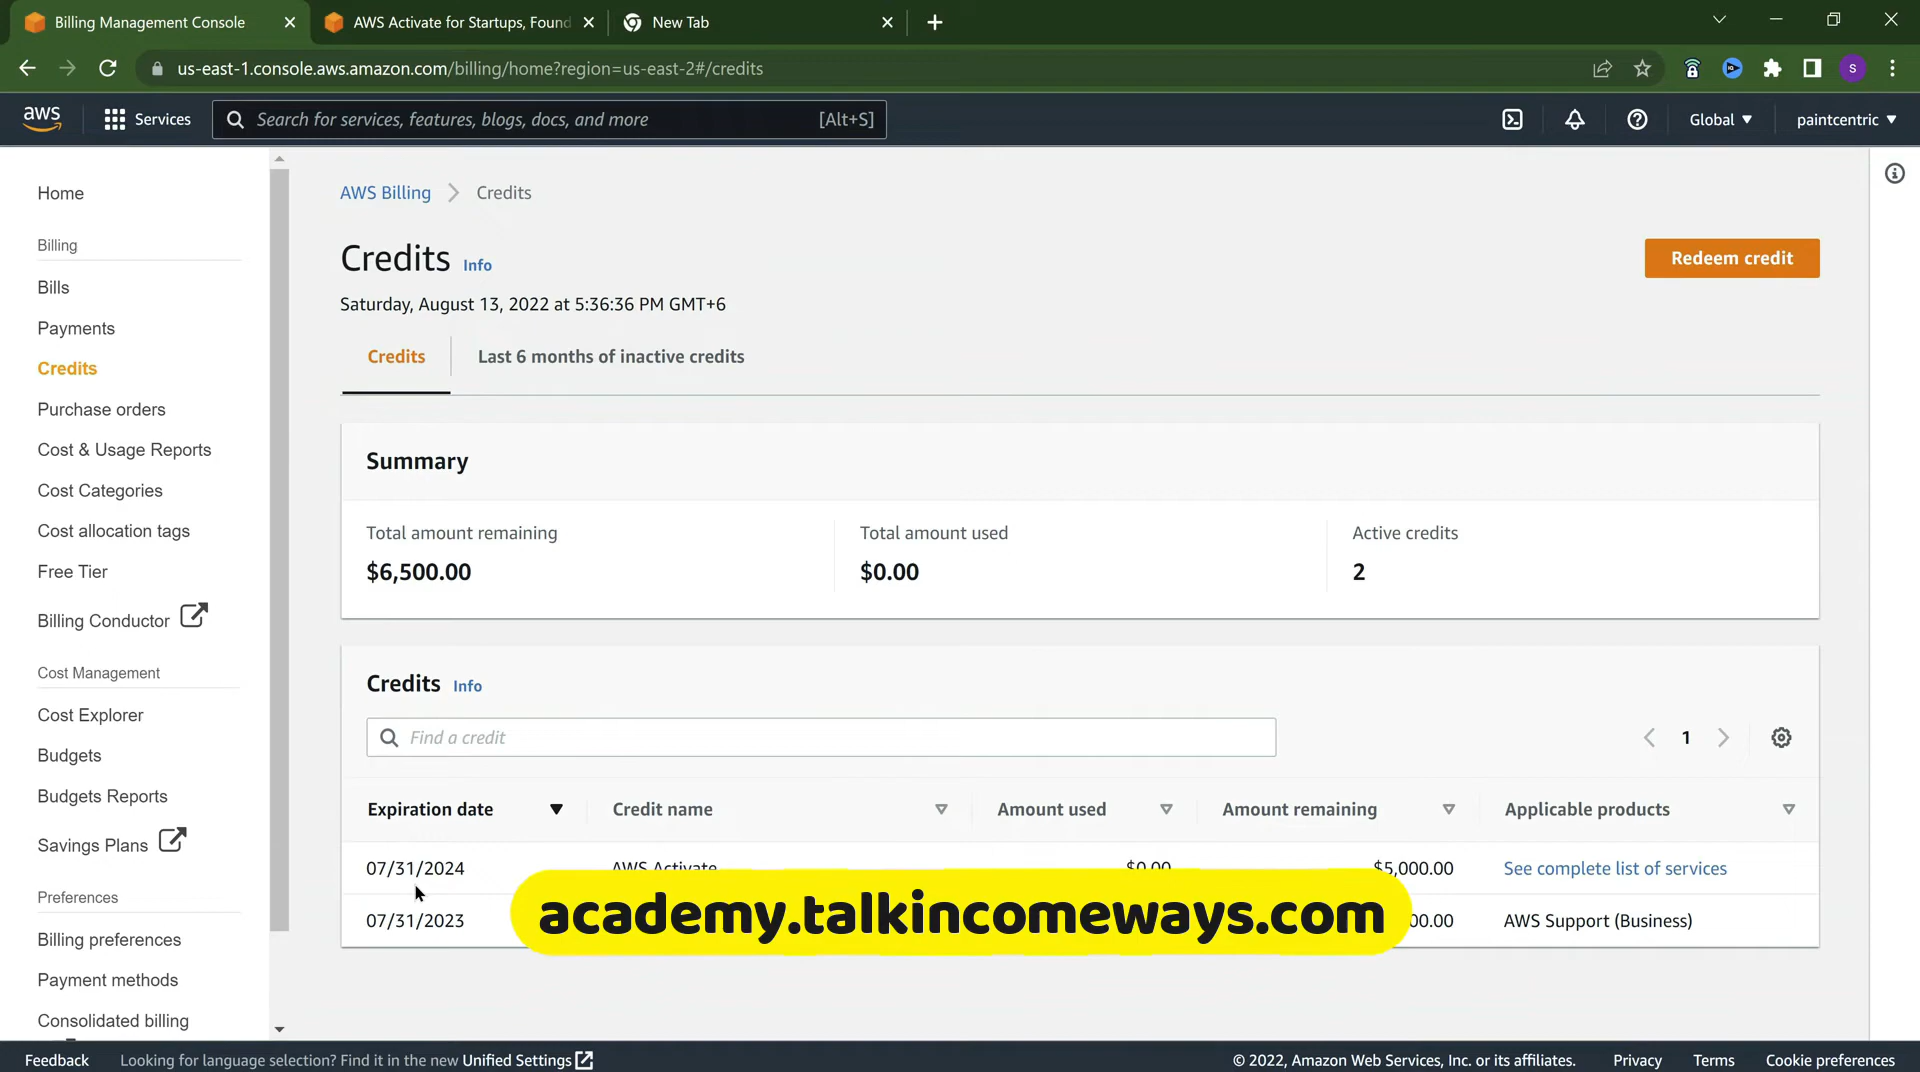 Billing Management Console
AWS Activate for Startups, Found
New Tab
us-east-1.console.aws.amazon.com/billing/home?region=us-east-2#/credits
S
aws
Services
Search for services, features, blogs, docs, and more
[Alt+S]
Global
paintcentric
Home
Billing
Bills
Payments
Credits
Purchase orders
Cost & Usage Reports
Cost Categories
Cost allocation tags
Free Tier
Billing Conductor
Cost Management
Cost Explorer
Budgets
Budgets Reports
Savings Plans
Preferences
Billing preferences
Payment methods
Consolidated billing
AWS Billing
Credits
Credits
Info
Redeem credit
Saturday, August 13, 2022 at 5:36:36 PM GMT+6
Credits
Last 6 months of inactive credits
Summary
Total amount remaining
$6,500.00
Total amount used
$0.00
Active credits
2
Credits
Info
Find a credit
1
Expiration date
Credit name
Amount used
Amount remaining
Applicable products
07/31/2024
AWS Activate
$0.00
$5,000.00
See complete list of services
07/31/2023
00.00
AWS Support (Business)
academy.talkincomeways.com
Feedback
Looking for language selection? Find it in the new Unified Settings
© 2022, Amazon Web Services, Inc. or its affiliates.
Privacy
Terms
Cookie preferences